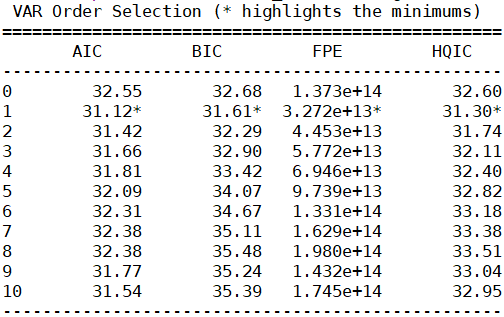 VAR Order Selection (* highlights the minimums)
==================================================
AIC BIC FPE HQIC
--------------------------------------------------
0 32.55 32.68 1.373e+14 32.60
1 31.12* 31.61* 3.272e+13* 31.30*
2 31.42 32.29 4.453e+13 31.74
3 31.66 32.90 5.772e+13 32.11
4 31.81 33.42 6.946e+13 32.40
5 32.09 34.07 9.739e+13 32.82
6 32.31 34.67 1.331e+14 33.18
7 32.38 35.11 1.629e+14 33.38
8 32.38 35.48 1.980e+14 33.51
9 31.77 35.24 1.432e+14 33.04
10 31.54 35.39 1.745e+14 32.95
--------------------------------------------------